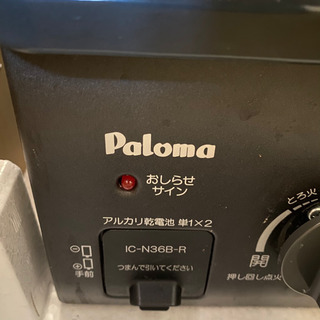 Paloma
おしらせ
サイン
とろ火
アルカリ乾電池 単1×2
IC-N36B-R
つまんで引いてください
⊖
⊕
手前
開
押し回し点火